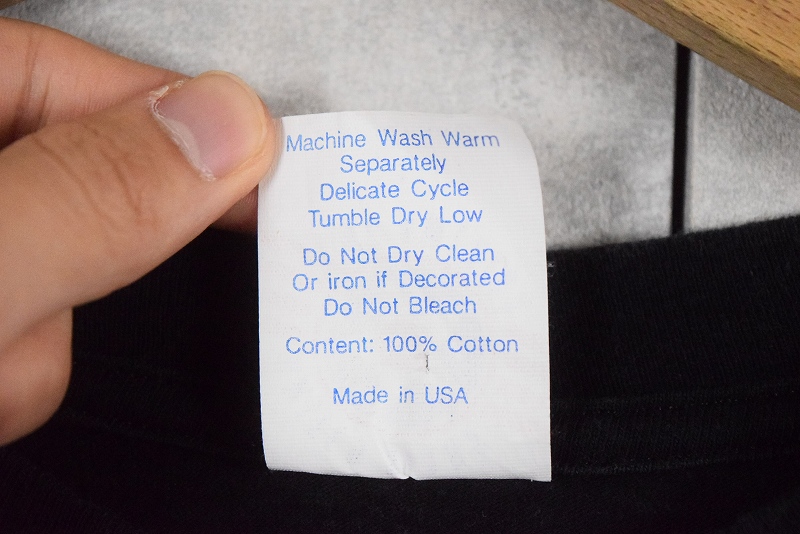 Machine Wash Warm
Separately
Delicate Cycle
Tumble Dry Low
Do Not Dry Clean
Or iron if Decorated
Do Not Bleach
Content: 100% Cotton
Made in USA